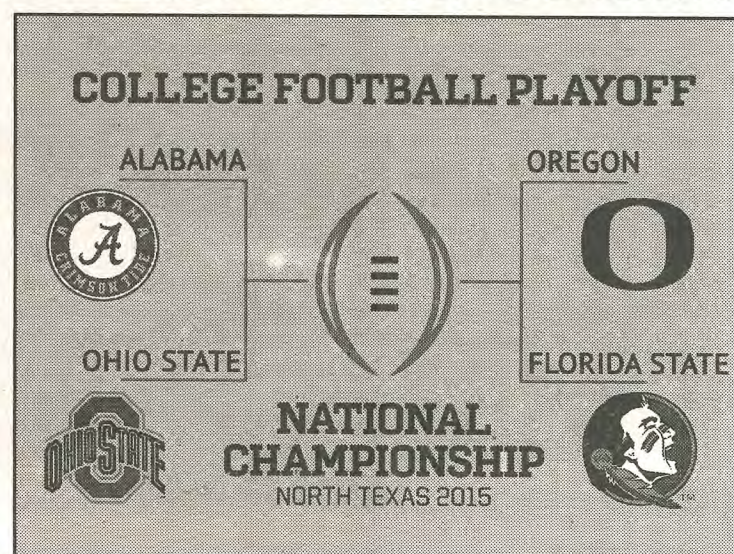 COLLEGE FOOTBALL PLAYOFF
ALABAMA
OREGON
ALABAMA
A
CRIMSON TIDE
O
OHIO STATE
FLORIDA STATE
OHIO STATE
NATIONAL
CHAMPIONSHIP
NORTH TEXAS 2015
TM